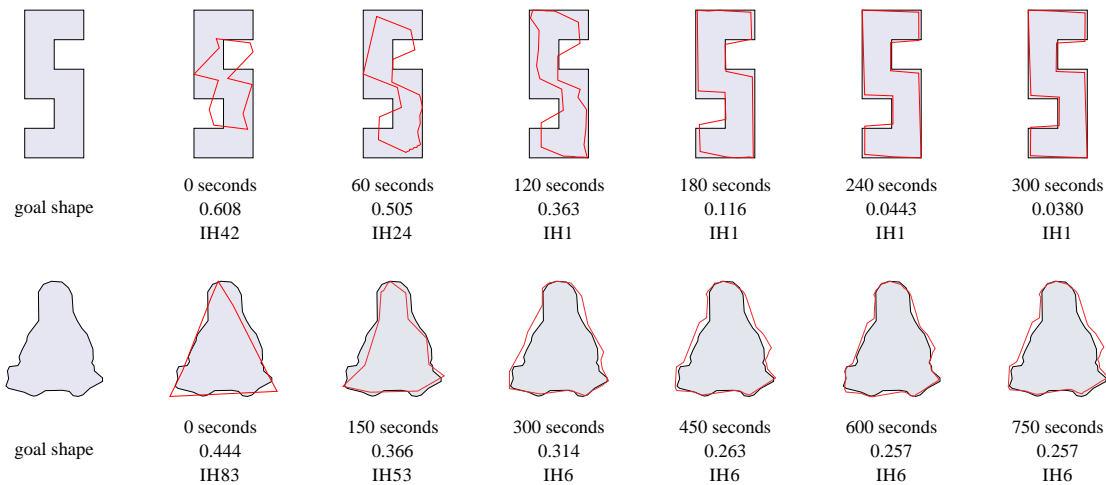 0 seconds 60 seconds 120 seconds 180 seconds 240 seconds 300 seconds
goal shape 0.608 0.505 0.363 0.116 0.0443 0.0380
IH42 IH24 IH1 IH1 IH1 IH1
0 seconds 150 seconds 300 seconds 450 seconds 600 seconds 750 seconds
goal shape 0.444 0.366 0.314 0.263 0.257 0.257
IH83 IH53 IH6 IH6 IH6 IH6